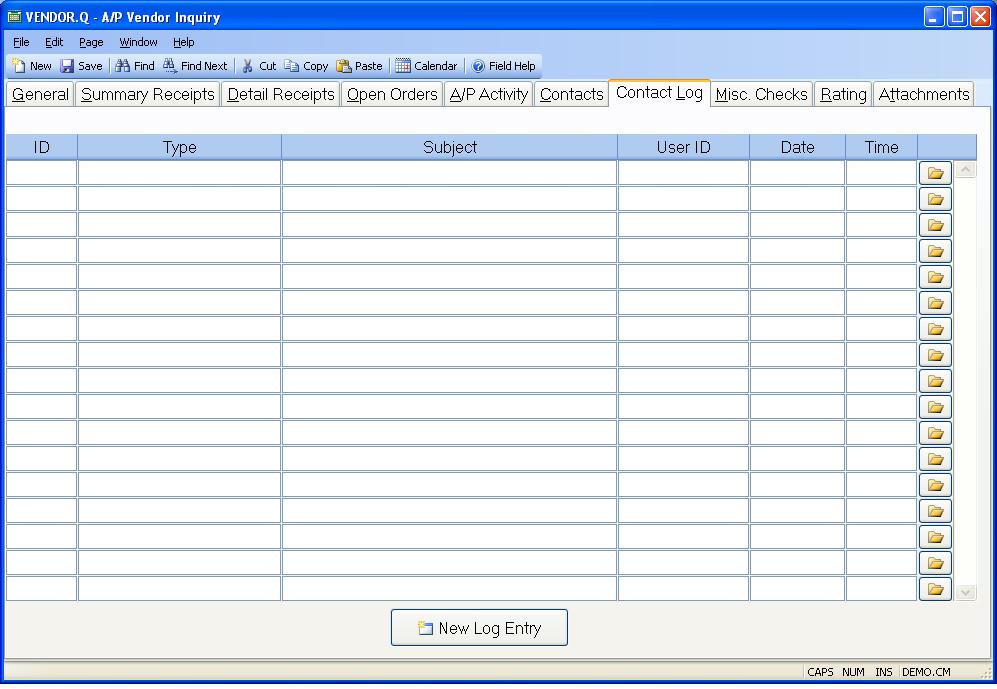 VENDOR.Q - A/P Vendor Inquiry
File Edit Page Window Help
New Save Find Find Next Cut Copy Paste Calendar Field Help
General Summary Receipts Detail Receipts Open Orders A/P Activity Contacts Contact Log Misc. Checks Rating Attachments
ID Type Subject User ID Date Time
New Log Entry
CAPS NUM INS DEMO.CM